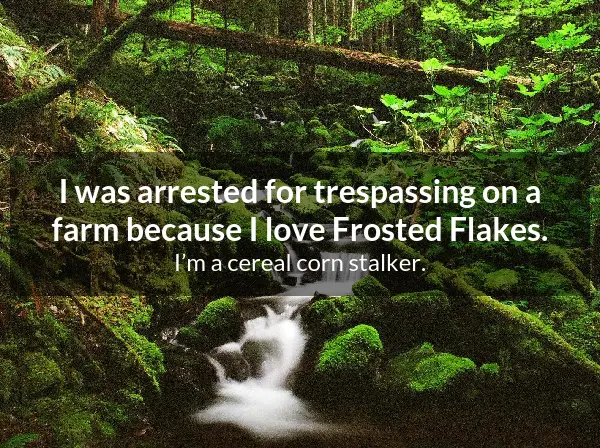 I was arrested for trespassing on a
farm because I love Frosted Flakes.
I’m a cereal corn stalker.